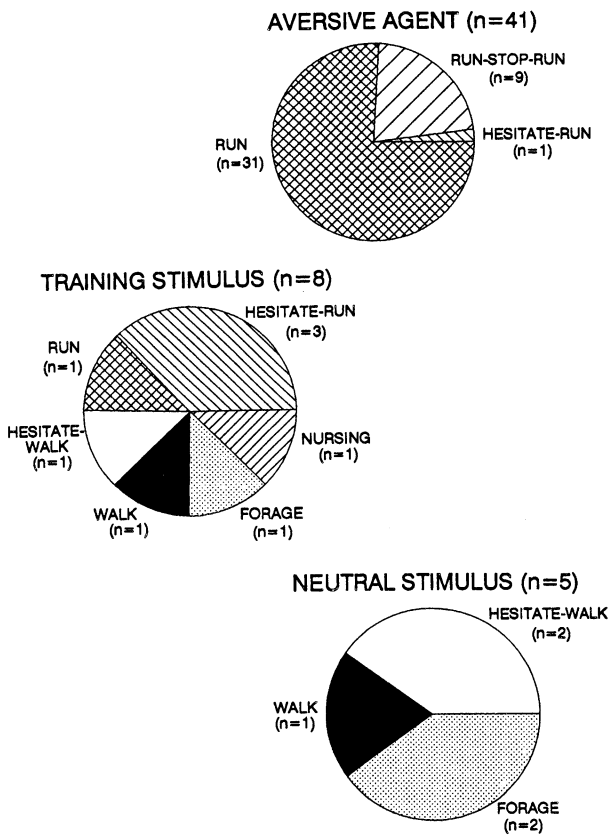 AVERSIVE AGENT (n=41)
RUN-STOP-RUN
(n=9)
HESITATE-RUN
(n=1)
RUN
(n=31)
TRAINING STIMULUS (n=8)
HESITATE-RUN
(n=3)
RUN
(n=1)
HESITATE-
WALK
(n=1)
NURSING
(n=1)
WALK
(n=1)
FORAGE
(n=1)
NEUTRAL STIMULUS (n=5)
HESITATE-WALK
(n=2)
WALK
(n=1)
FORAGE
(n=2)